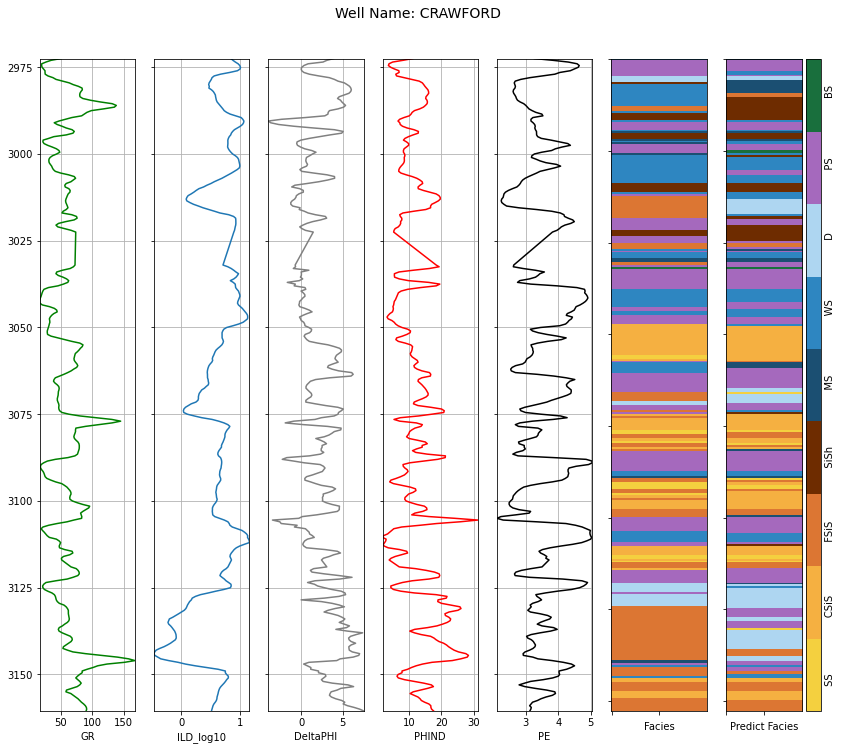 Well Name: CRAWFORD
2975
3000
3025
3050
3075
3100
3125
3150
50 100 150
0 1
0 5
10 20 30
3 4 5
GR
ILD_log10
DeltaPHI
PHIND
PE
Facies
Predict Facies
BS
PS
D
WS
MS
SiSh
FSiS
CSiS
SS